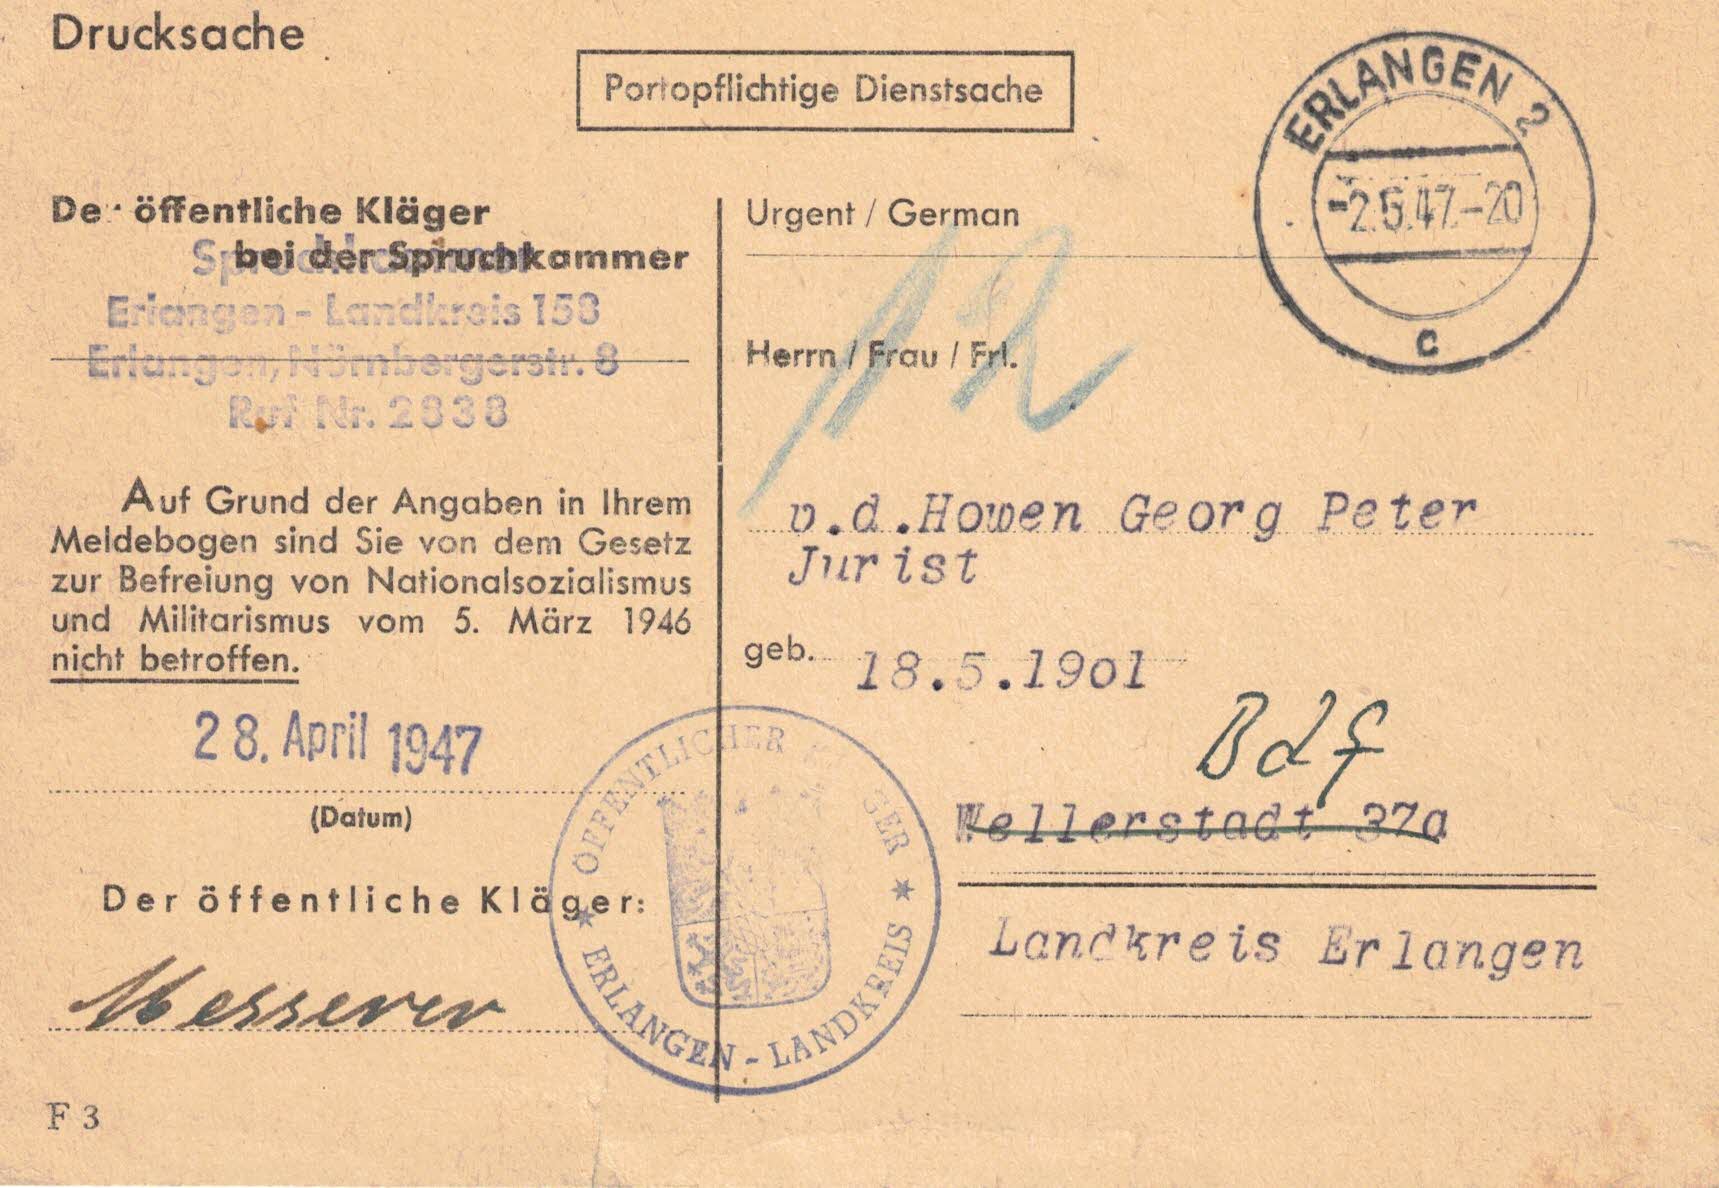 Drucksache
Portopflichtige Dienstsache
ERLANGEN 2
-2.5.47.-20
c
Der öffentliche Kläger
bei der Spruchkammer
Spruchkammer
Erlangen - Landkreis 158
Erlangen, Nürnbergerstr. 8
Ruf Nr. 2838
Auf Grund der Angaben in Ihrem
Meldebogen sind Sie von dem Gesetz
zur Befreiung von Nationalsozialismus
und Militarismus vom 5. März 1946
nicht betroffen.
28. April 1947
(Datum)
Der öffentliche Kläger:
Messerer
F 3
Urgent / German
Herrn / Frau / Frl.
v.d.Howen Georg Peter
Jurist
geb. 18.5.1901
Bdf
Wellerstadt 37a
Landkreis Erlangen
ÖFFENTLICHER KLÄGER
ERLANGEN - LANDKREIS